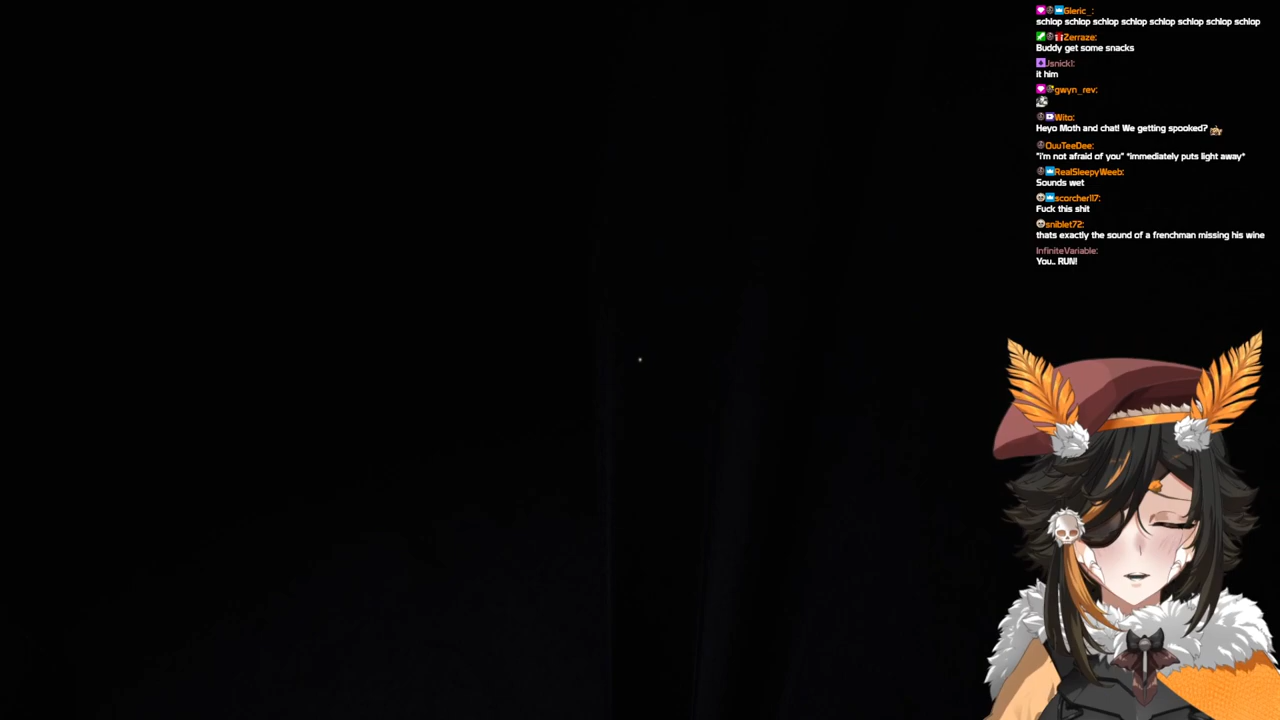 Gleric_:
schlop schlop schlop schlop schlop schlop schlop schlop
Zerraze:
Buddy get some snacks
Jsnickl:
it him
gwyn_rev:
Wito:
Heyo Moth and chat! We getting spooked?
OuuTeeDee:
"i'm not afraid of you" *immediately puts light away*
RealSleepyWeeb:
Sounds wet
scorcher117:
Fuck this shit
sniblet72:
thats exactly the sound of a frenchman missing his wine
InfiniteVariable:
You.. RUN!